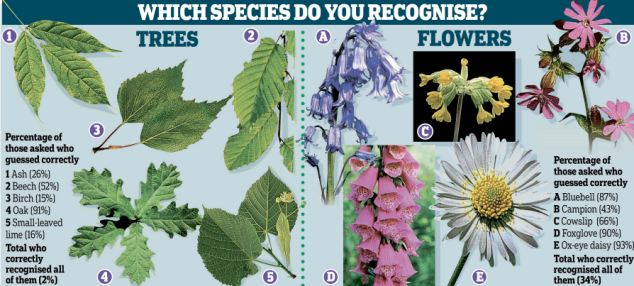 WHICH SPECIES DO YOU RECOGNISE?
TREES
1
2
3
Percentage of
those asked who
guessed correctly
1 Ash (26%)
2 Beech (52%)
3 Birch (15%)
4 Oak (91%)
5 Small-leaved
lime (16%)
Total who
correctly
recognised all
of them (2%)
4
5
FLOWERS
A
B
C
D
E
Percentage of
those asked who
guessed correctly
A Bluebell (87%)
B Campion (43%)
C Cowslip (66%)
D Foxglove (90%)
E Ox-eye daisy (93%)
Total who correctly
recognised all of
them (34%)